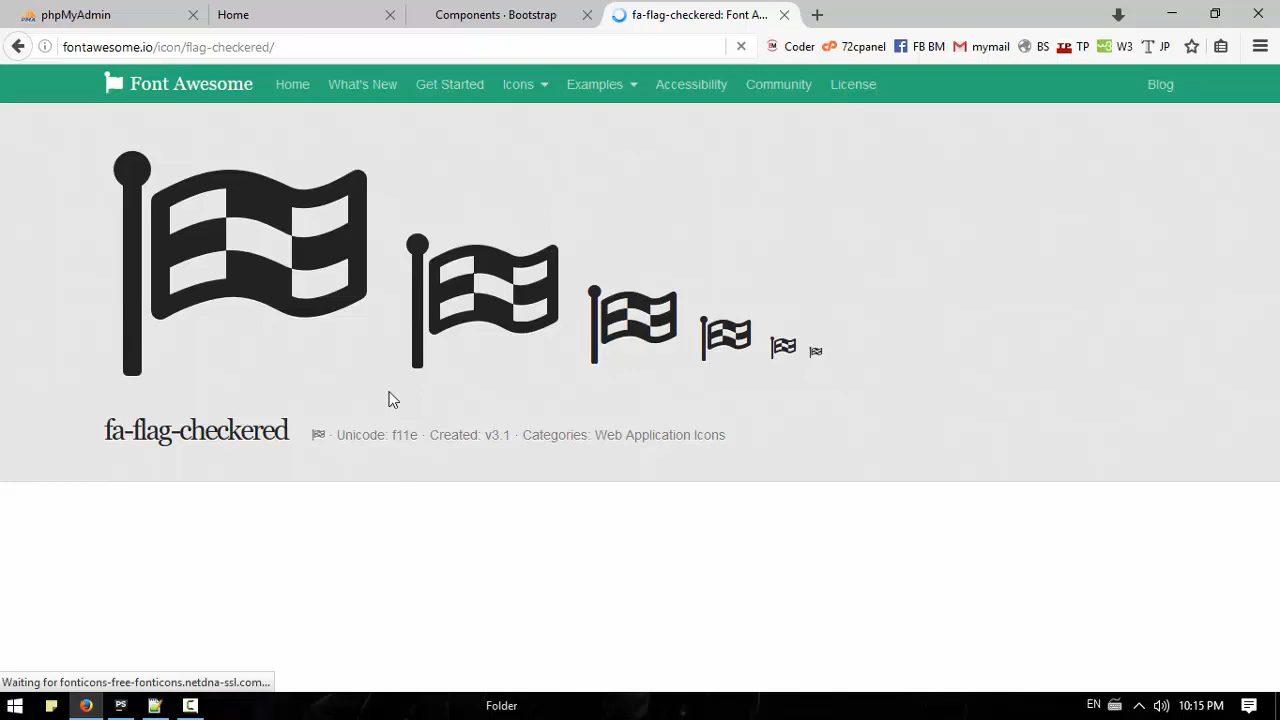 phpMyAdmin
Home
Components · Bootstrap
fa-flag-checkered: Font A...
fontawesome.io/icon/flag-checkered/
Coder
72cpanel
FB BM
mymail
BS
TP
W3
JP
Font Awesome
Home
What's New
Get Started
Icons
Examples
Accessibility
Community
License
Blog
fa-flag-checkered
· Unicode: f11e · Created: v3.1 · Categories: Web Application Icons
Waiting for fonticons-free-fonticons.netdna-ssl.com...
Folder
EN
10:15 PM